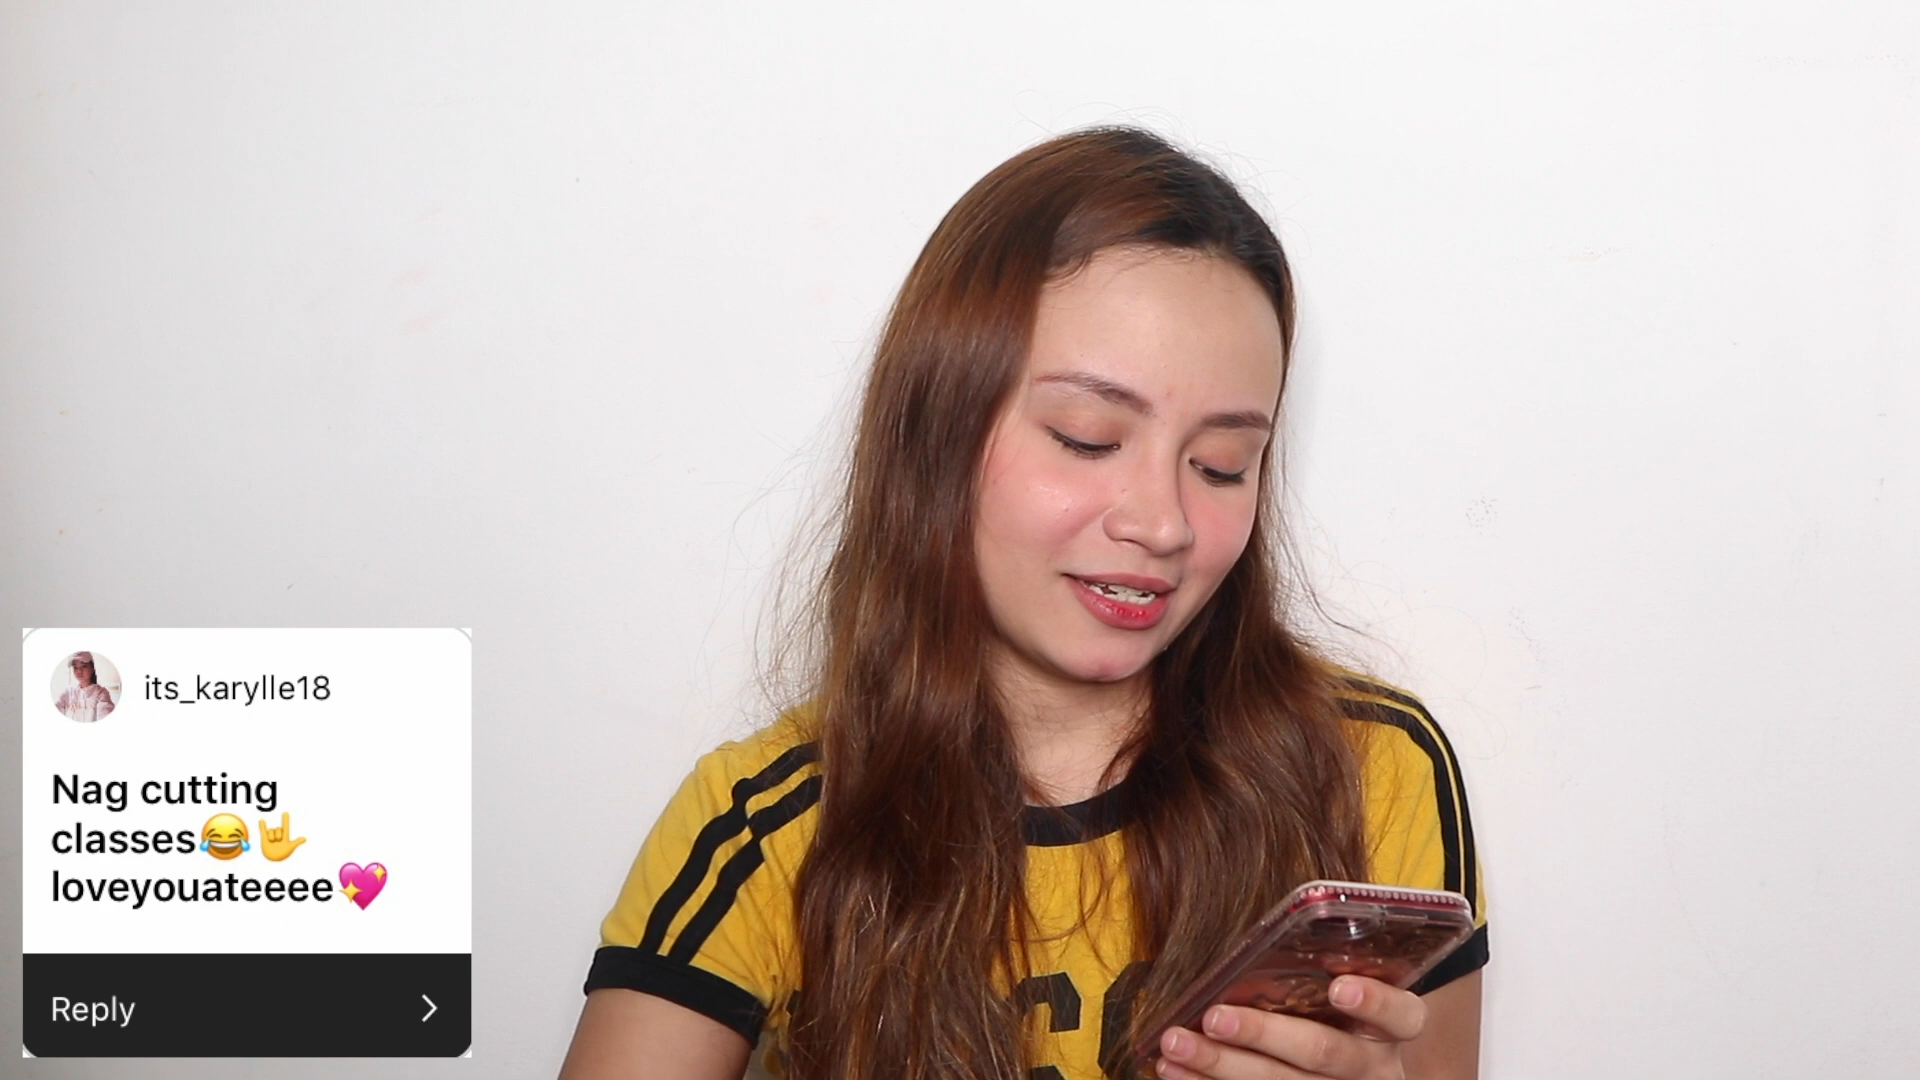 its_karylle18
Nag cutting
classes😂🤟
loveyouateeee💖
Reply